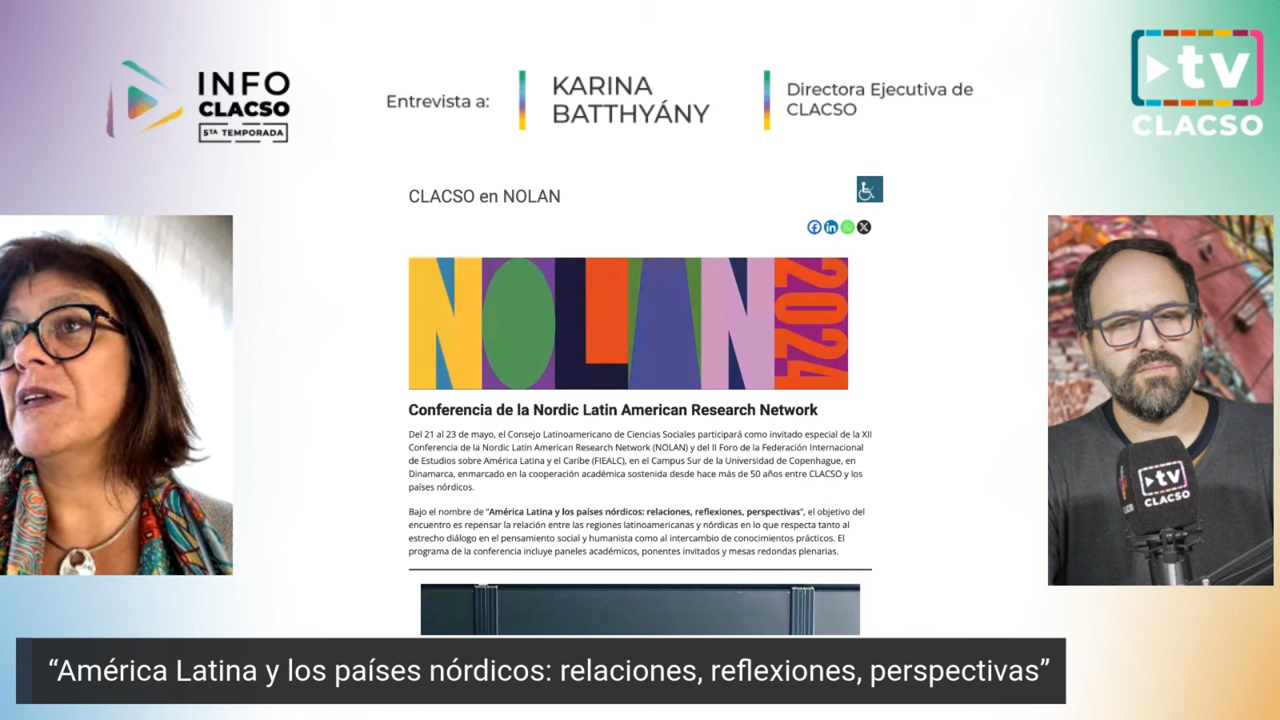 INFO
CLACSO
5TA TEMPORADA
Entrevista a:
KARINA
BATTHYÁNY
Directora Ejecutiva de
CLACSO
tv
CLACSO
CLACSO en NOLAN
NOLAN 2024
Conferencia de la Nordic Latin American Research Network
Del 21 al 23 de mayo, el Consejo Latinoamericano de Ciencias Sociales participará como invitado especial de la XII
Conferencia de la Nordic Latin American Research Network (NOLAN) y del II Foro de la Federación Internacional
de Estudios sobre América Latina y el Caribe (FIEALC), en el Campus Sur de la Universidad de Copenhague, en
Dinamarca, enmarcado en la cooperación académica sostenida desde hace más de 50 años entre CLACSO y los
países nórdicos.
Bajo el nombre de "América Latina y los países nórdicos: relaciones, reflexiones, perspectivas", el objetivo del
encuentro es repensar la relación entre las regiones latinoamericanas y nórdicas en lo que respecta tanto al
estrecho diálogo en el pensamiento social y humanista como al intercambio de conocimientos prácticos. El
programa de la conferencia incluye paneles académicos, ponentes invitados y mesas redondas plenarias.
tv
CLACSO
“América Latina y los países nórdicos: relaciones, reflexiones, perspectivas”